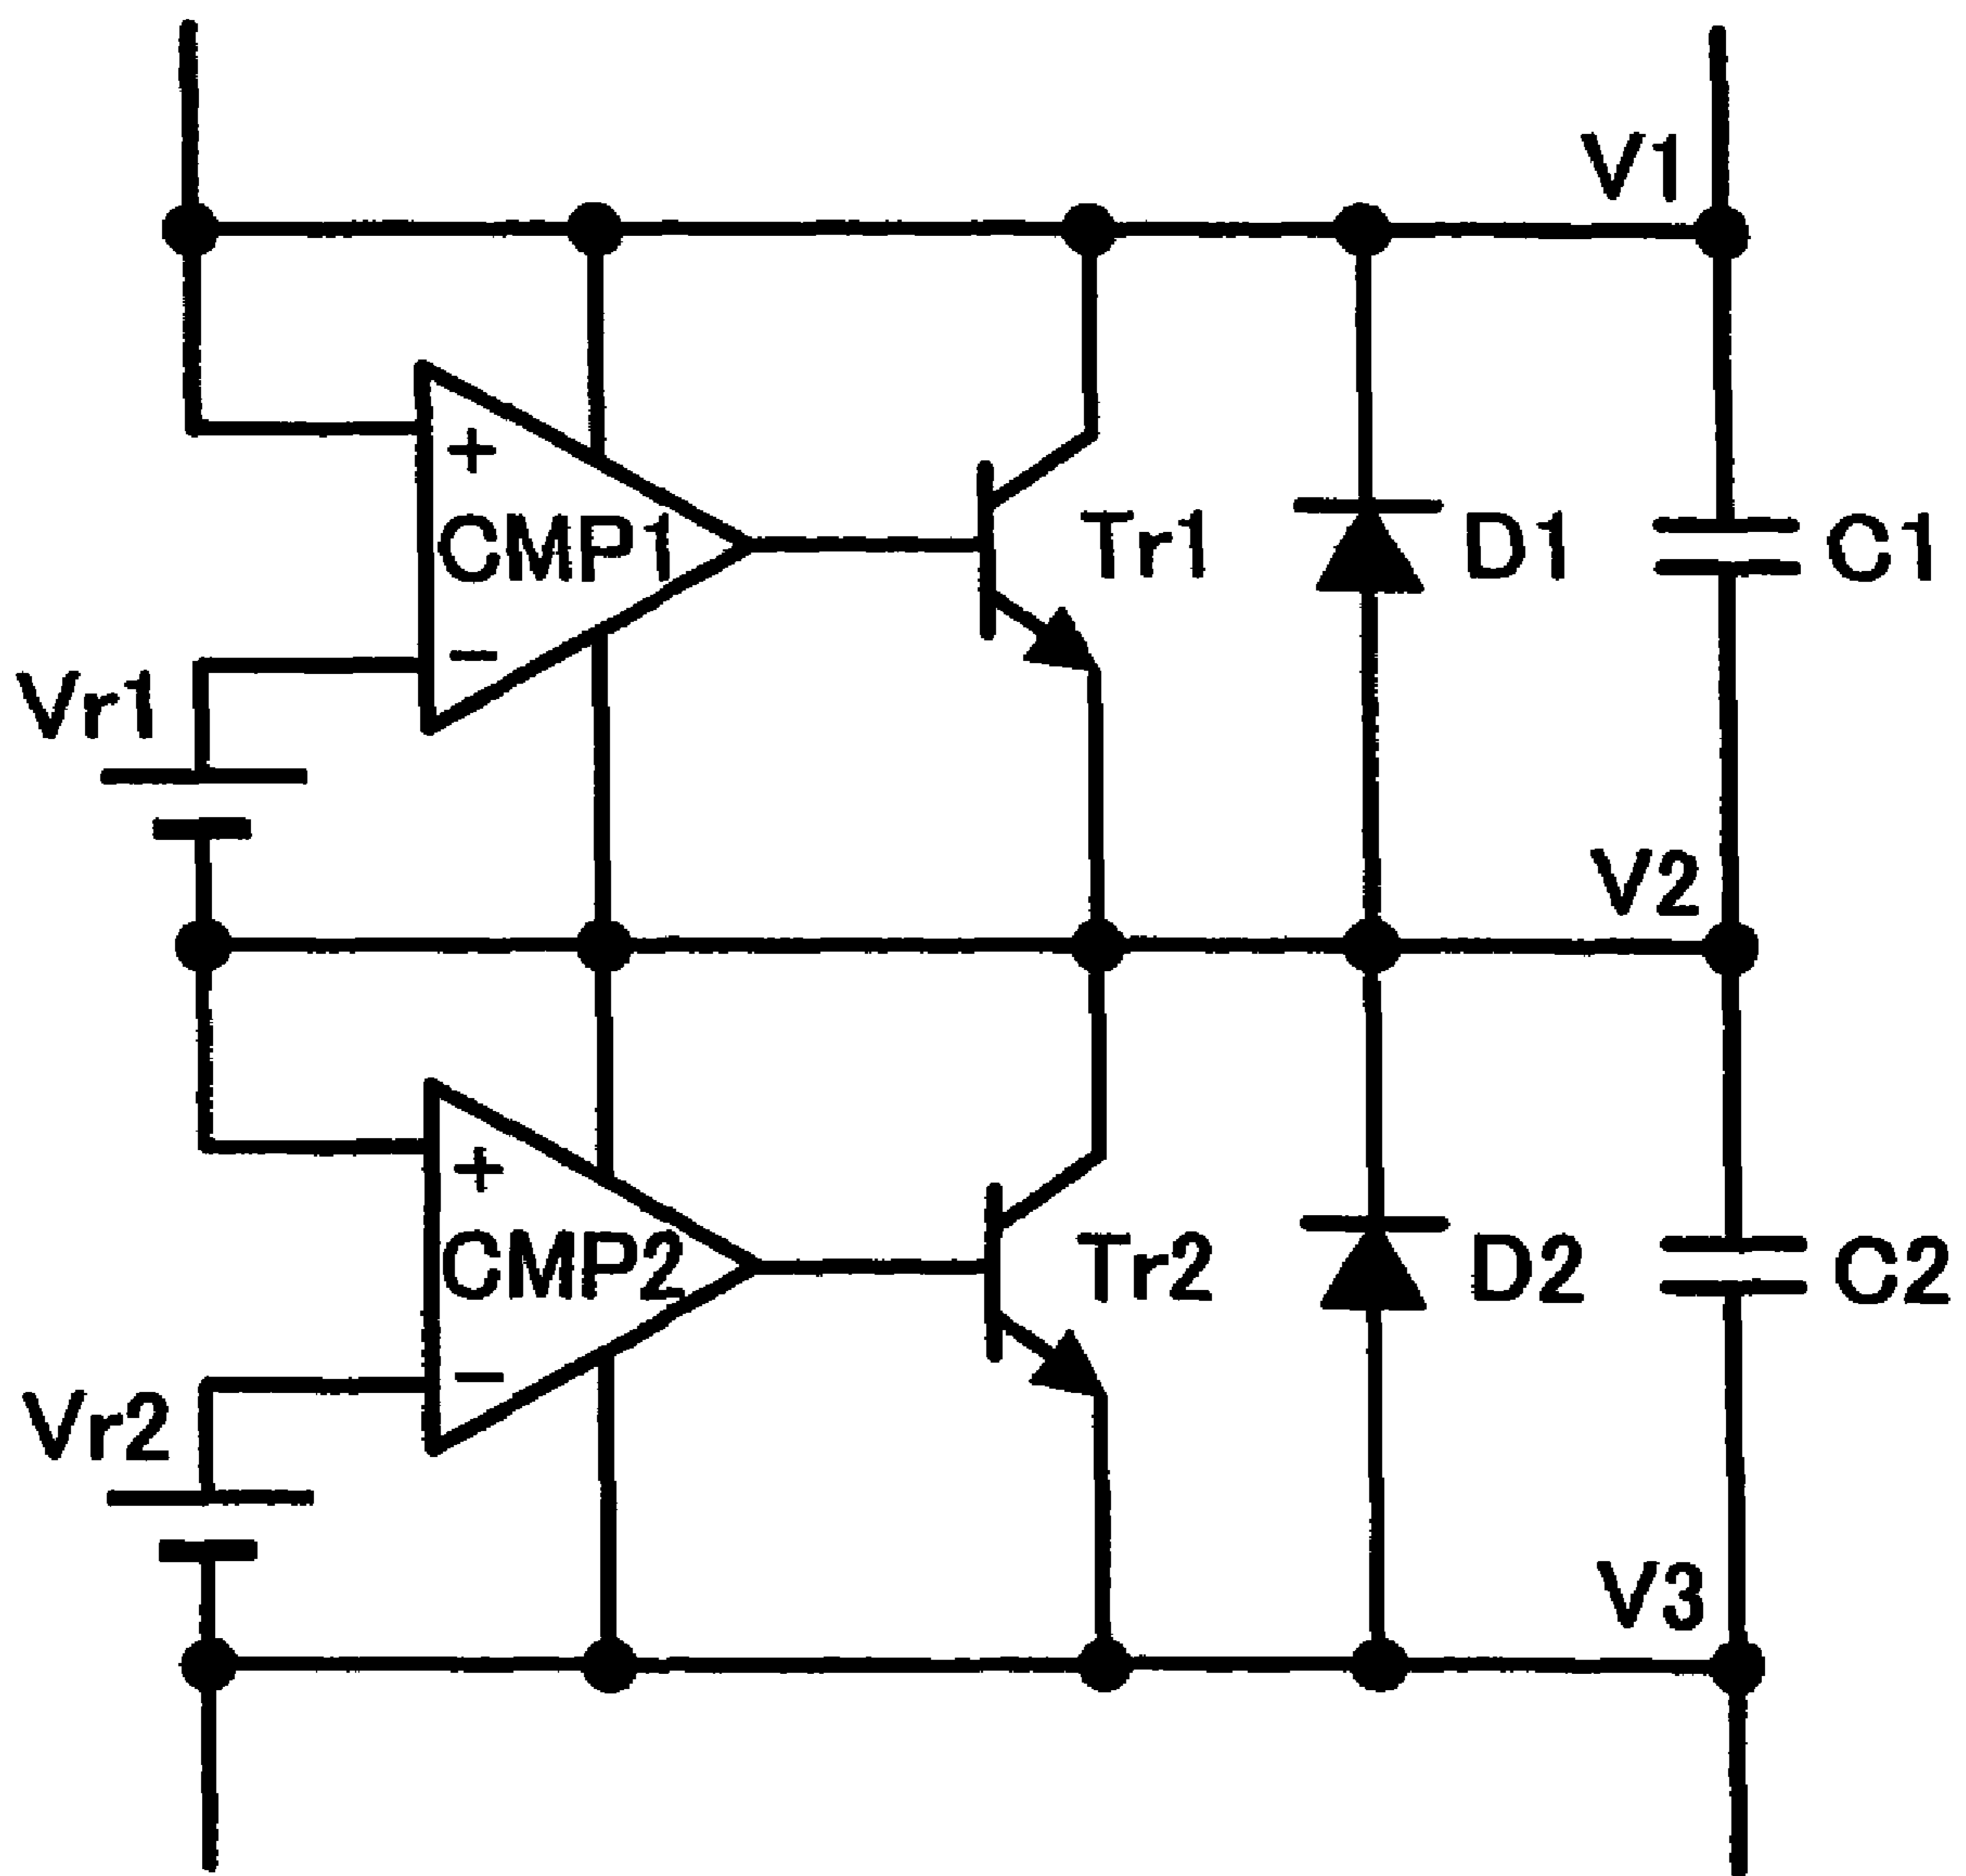 V1
+
CMP1
Tr1
D1
C1
−
Vr1
V2
+
CMP2
Tr2
D2
C2
−
Vr2
V3